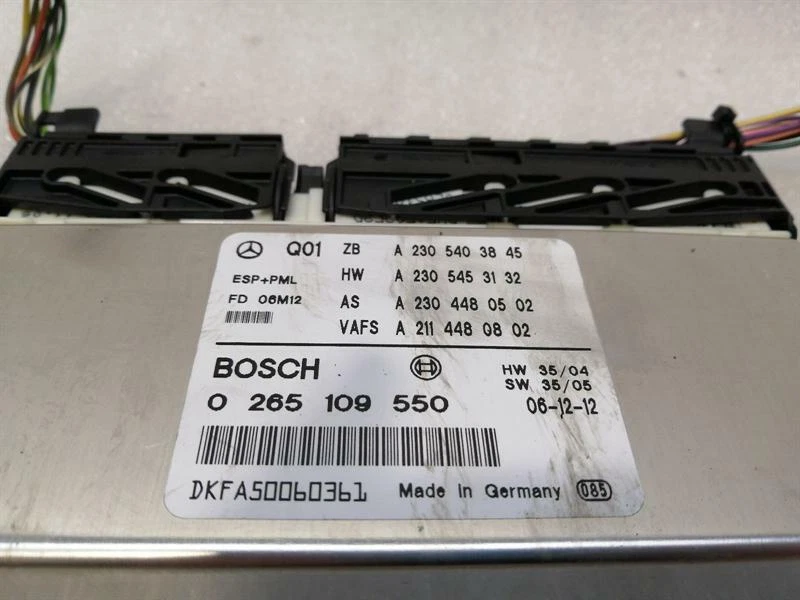 Q01 ZB A 230 540 38 45
ESP+PML HW A 230 545 31 32
FD 06M12 AS A 230 448 05 02
VAFS A 211 448 08 02
BOSCH HW 35/04
SW 35/05
0 265 109 550 06-12-12
DKFAS0060361 Made in Germany 085